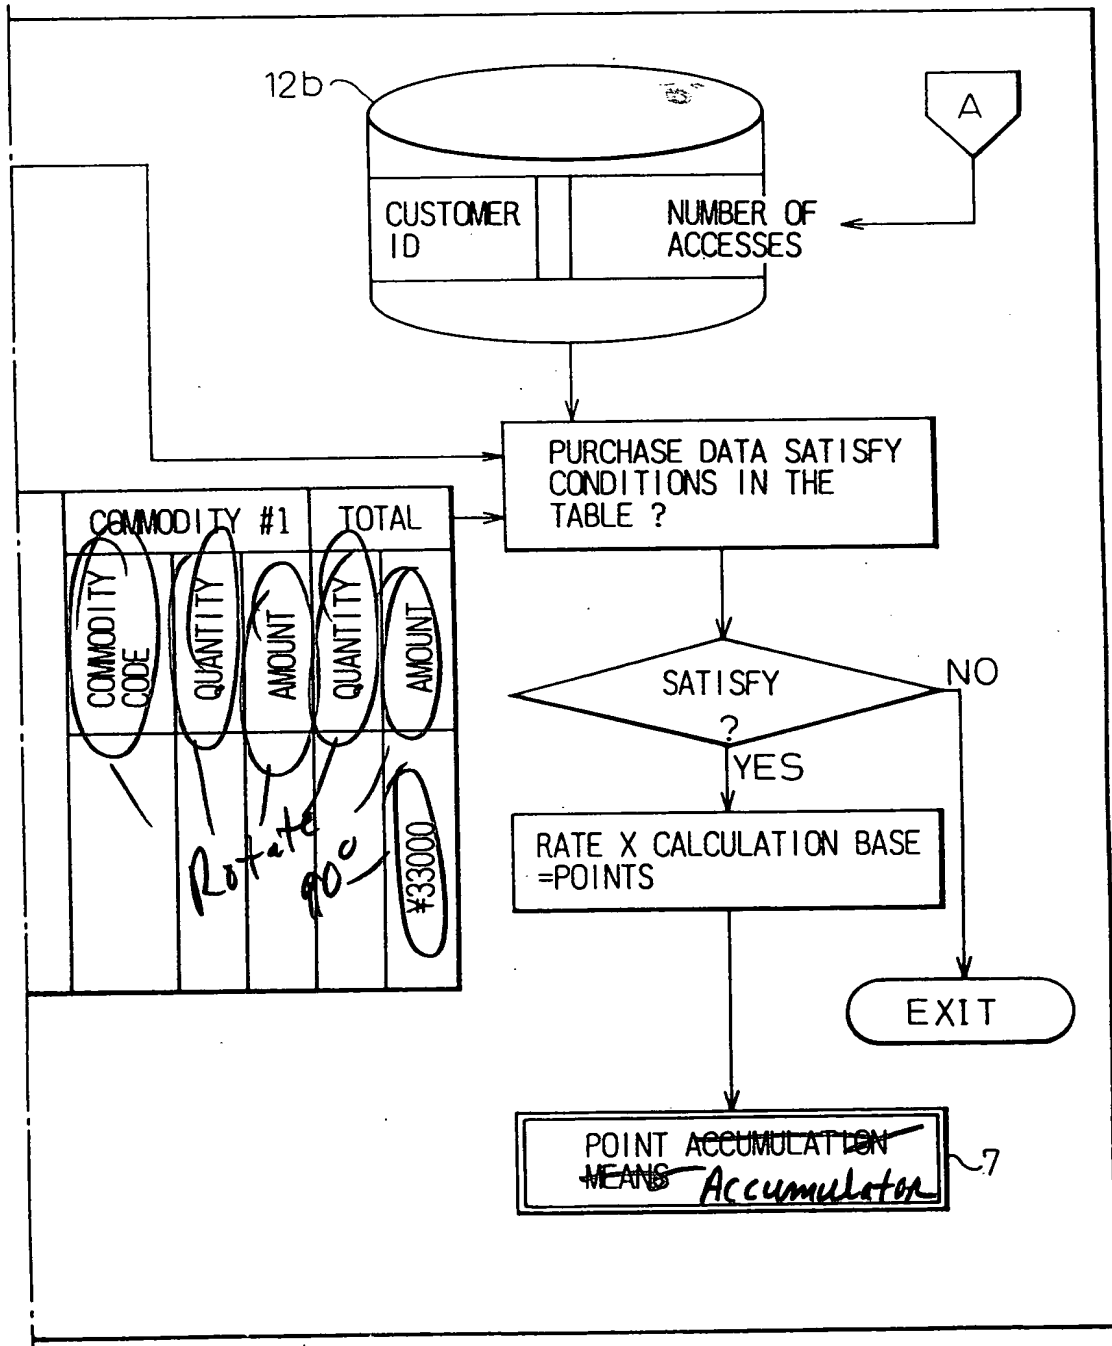 12b
A
CUSTOMER
ID
NUMBER OF
ACCESSES
PURCHASE DATA SATISFY
CONDITIONS IN THE
TABLE ?
COMMODITY #1
TOTAL
COMMODITY
CODE
QUANTITY
AMOUNT
QUANTITY
AMOUNT
¥33000
Rotate
90°
SATISFY
?
NO
YES
RATE X CALCULATION BASE
=POINTS
EXIT
POINT ACCUMULATION
MEANS Accumulator
7